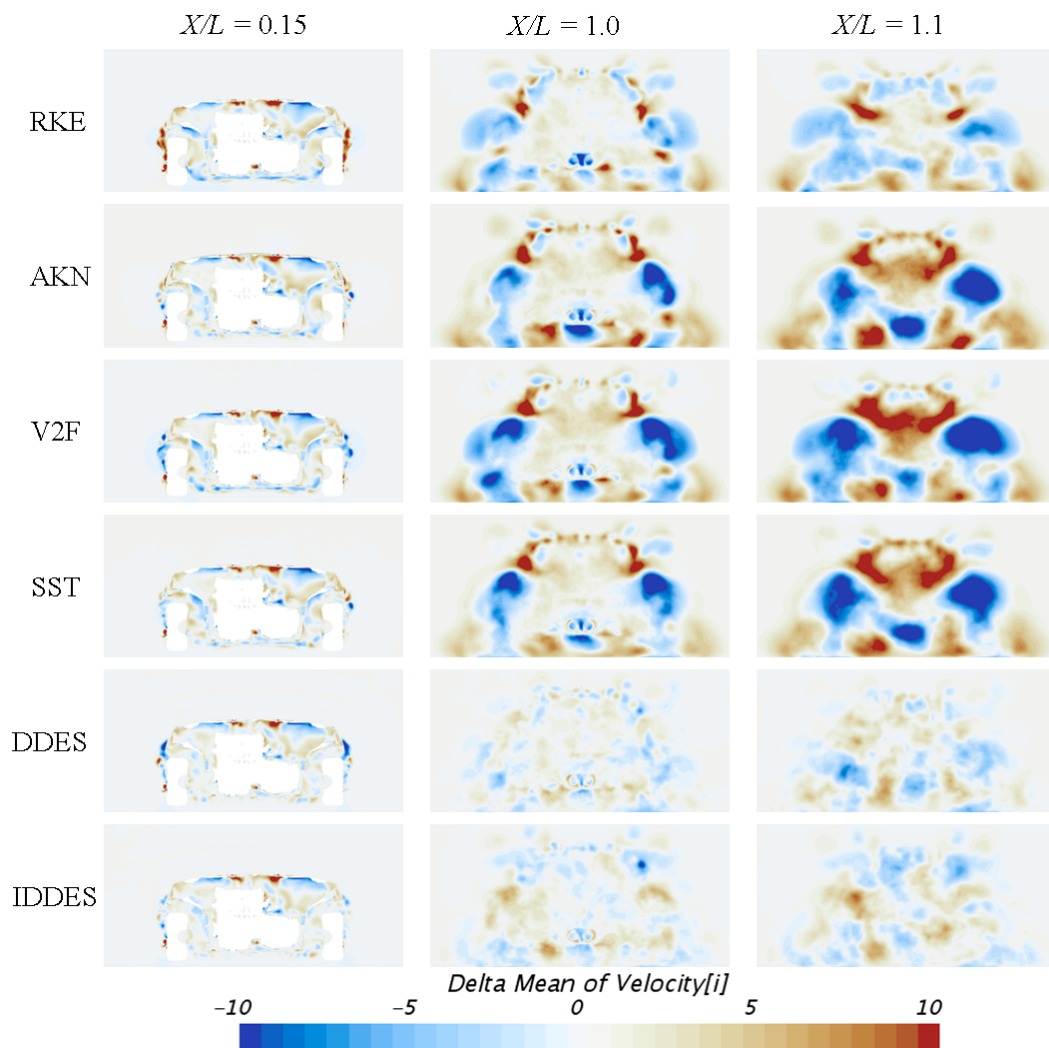 X/L = 0.15 X/L = 1.0 X/L = 1.1
RKE
AKN
V2F
SST
DDES
IDDES
Delta Mean of Velocity[i]
−10 −5 0 5 10